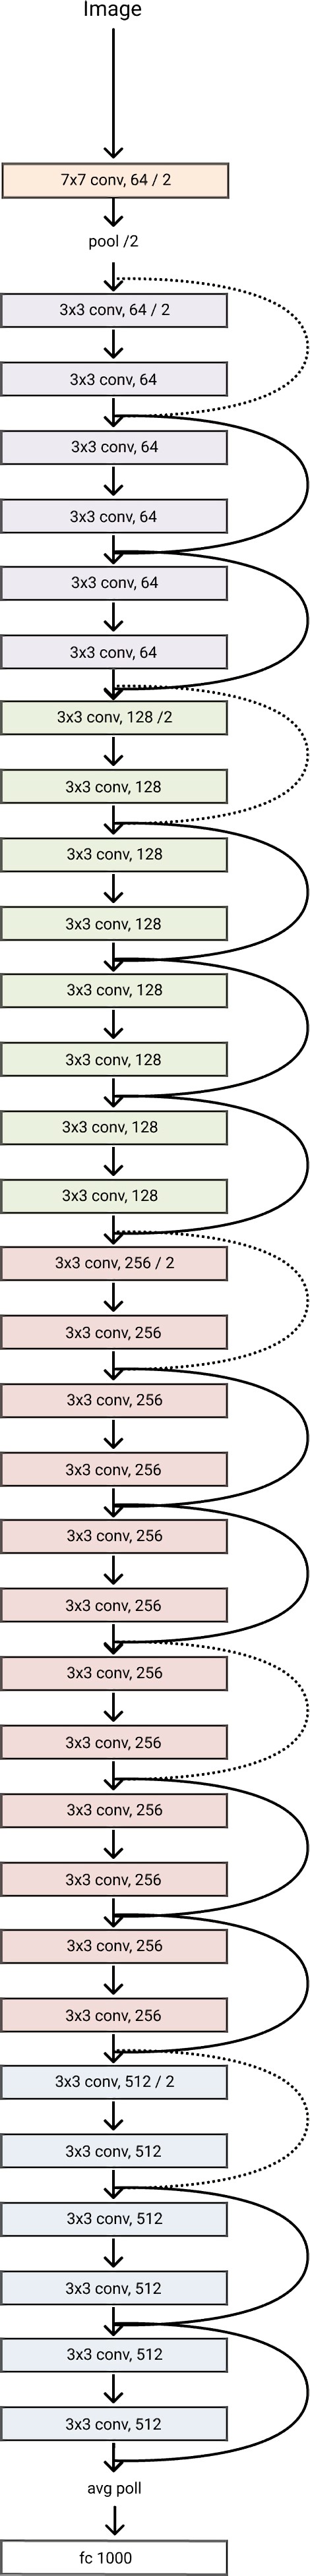 Image
7x7 conv, 64 / 2
pool /2
3x3 conv, 64 / 2
3x3 conv, 64
3x3 conv, 64
3x3 conv, 64
3x3 conv, 64
3x3 conv, 64
3x3 conv, 128 /2
3x3 conv, 128
3x3 conv, 128
3x3 conv, 128
3x3 conv, 128
3x3 conv, 128
3x3 conv, 128
3x3 conv, 128
3x3 conv, 256 / 2
3x3 conv, 256
3x3 conv, 256
3x3 conv, 256
3x3 conv, 256
3x3 conv, 256
3x3 conv, 256
3x3 conv, 256
3x3 conv, 256
3x3 conv, 256
3x3 conv, 256
3x3 conv, 256
3x3 conv, 512 / 2
3x3 conv, 512
3x3 conv, 512
3x3 conv, 512
3x3 conv, 512
3x3 conv, 512
avg poll
fc 1000